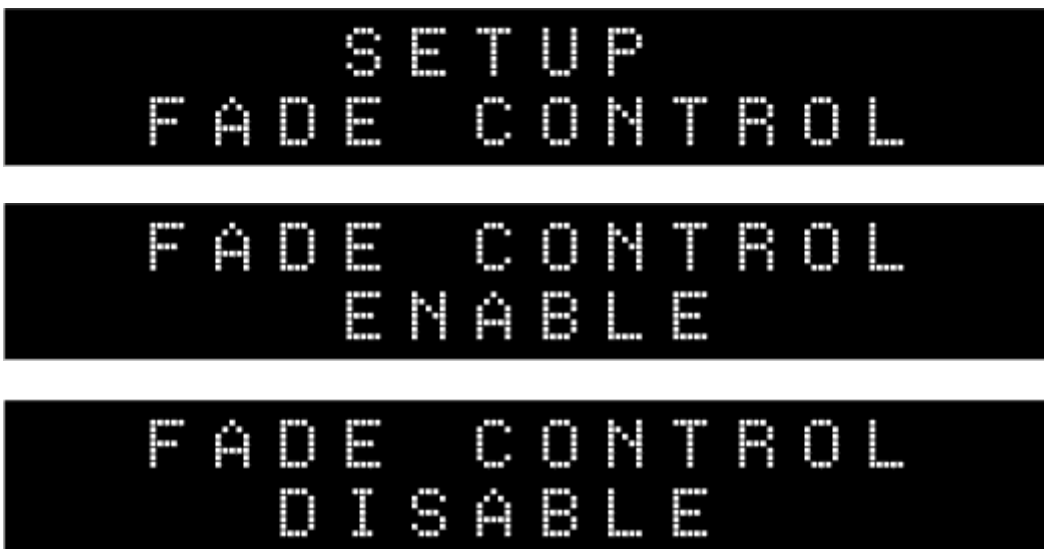 SETUP
FADE CONTROL
FADE CONTROL
ENABLE
FADE CONTROL
DISABLE